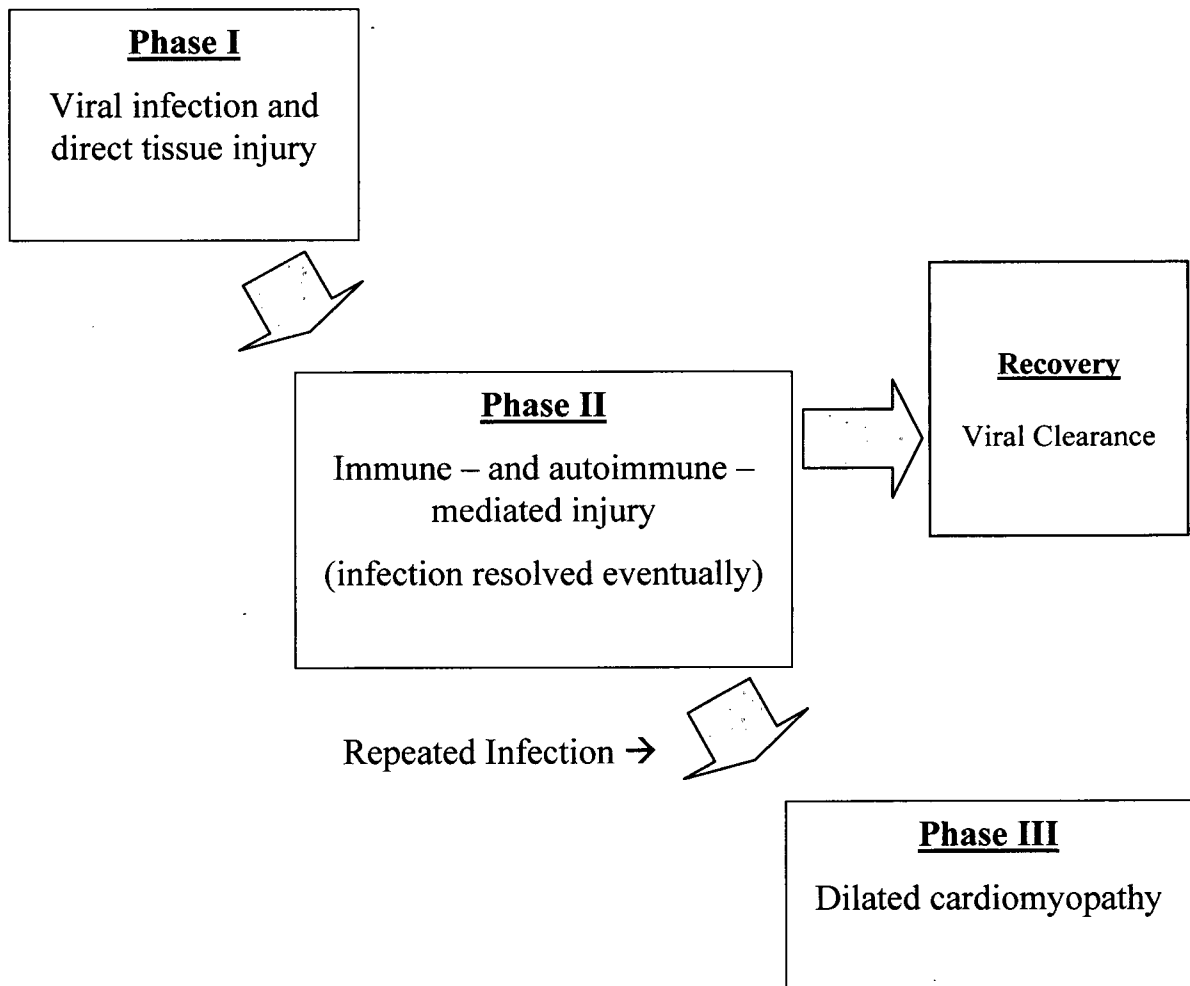 Phase I
Viral infection and
direct tissue injury
Recovery
Viral Clearance
Phase II
Immune – and autoimmune –
mediated injury
(infection resolved eventually)
Repeated Infection →
Phase III
Dilated cardiomyopathy